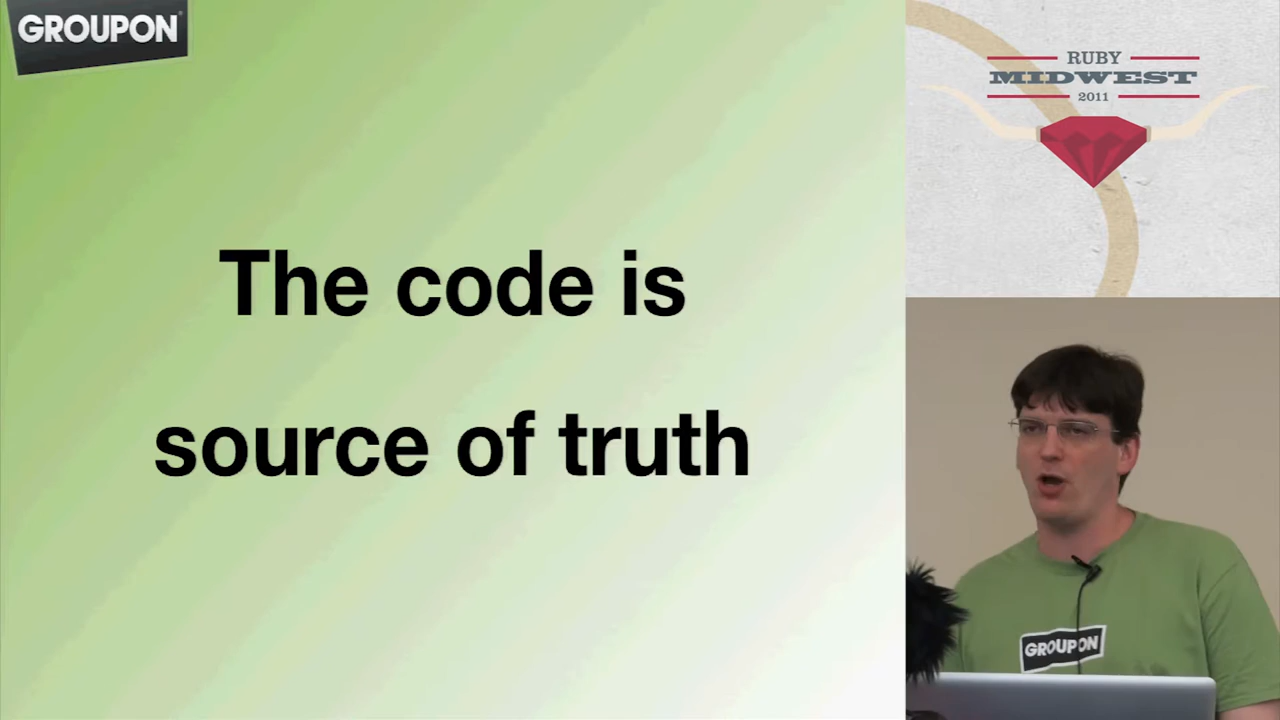 GROUPON
The code is
source of truth
RUBY
MIDWEST
2011
GROUPON